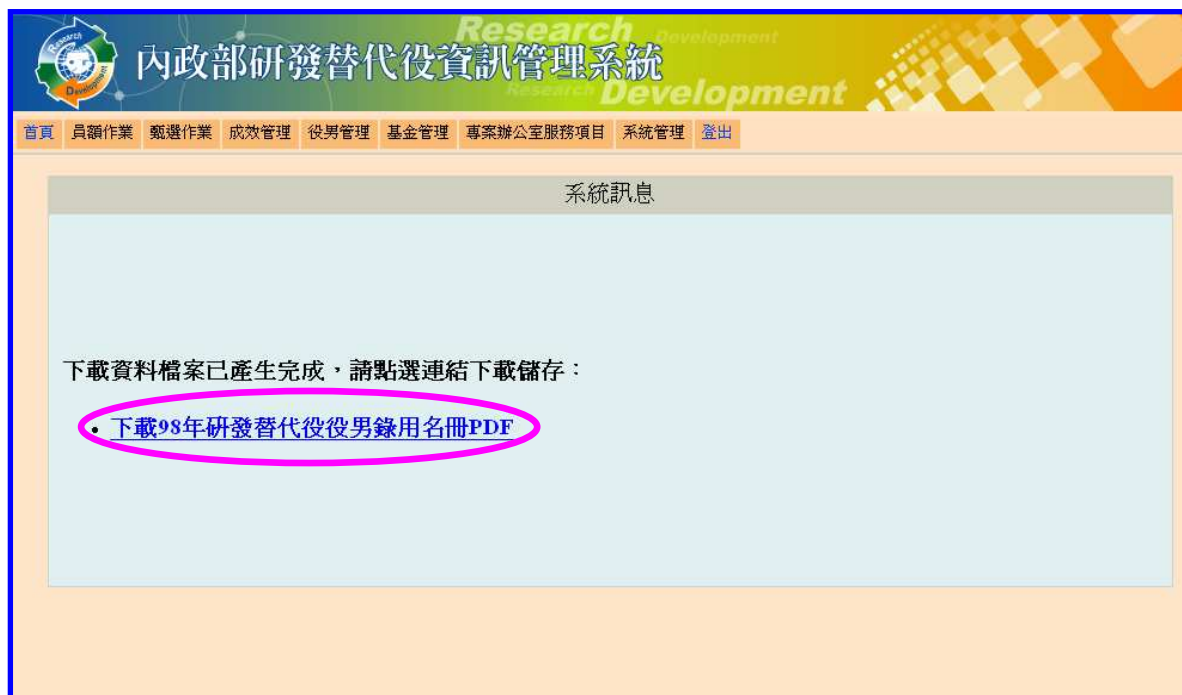 Research Development
內政部研發替代役資訊管理系統
Research Development
Research
Development
首頁 員額作業 甄選作業 成效管理 役男管理 基金管理 專案辦公室服務項目 系統管理 登出
系統訊息
下載資料檔案已產生完成，請點選連結下載儲存：
• 下載98年研發替代役役男錄用名冊PDF